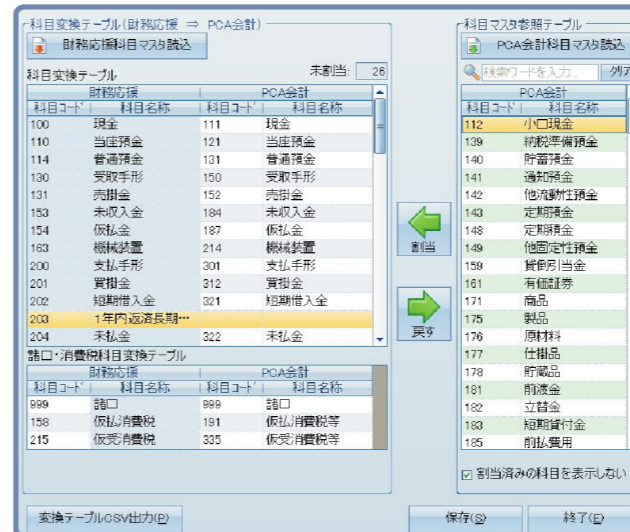 科目変換テーブル(財務応援 ⇒ PCA会計)
財務応援科目マスタ読込
科目変換テーブル 未割当: 26
財務応援 PCA会計
科目コード 科目名称 科目コード 科目名称
100 現金 111 現金
110 当座預金 121 当座預金
114 普通預金 131 普通預金
130 受取手形 150 受取手形
131 売掛金 152 売掛金
153 未収入金 184 未収入金
154 仮払金 187 仮払金
163 機械装置 214 機械装置
200 支払手形 301 支払手形
201 買掛金 312 買掛金
202 短期借入金 321 短期借入金
203 1年内返済長期…
204 未払金 322 未払金
諸口・消費税科目変換テーブル
財務応援 PCA会計
科目コード 科目名称 科目コード 科目名称
999 諸口 999 諸口
158 仮払消費税 191 仮払消費税等
215 仮受消費税 335 仮受消費税等
変換テーブルCSV出力(P)
割当
戻す
科目マスタ参照テーブル
PCA会計科目マスタ読込
検索ワードを入力... クリア
PCA会計
科目コード 科目名称
112 小口現金
139 納税準備預金
140 貯蓄預金
141 通知預金
142 他流動性預金
143 定期積金
148 定期預金
149 他固定性預金
159 貸倒引当金
161 有価証券
171 商品
175 製品
176 原材料
177 仕掛品
178 貯蔵品
181 前渡金
182 立替金
183 短期貸付金
185 前払費用
割当済みの科目を表示しない
保存(S) 終了(E)